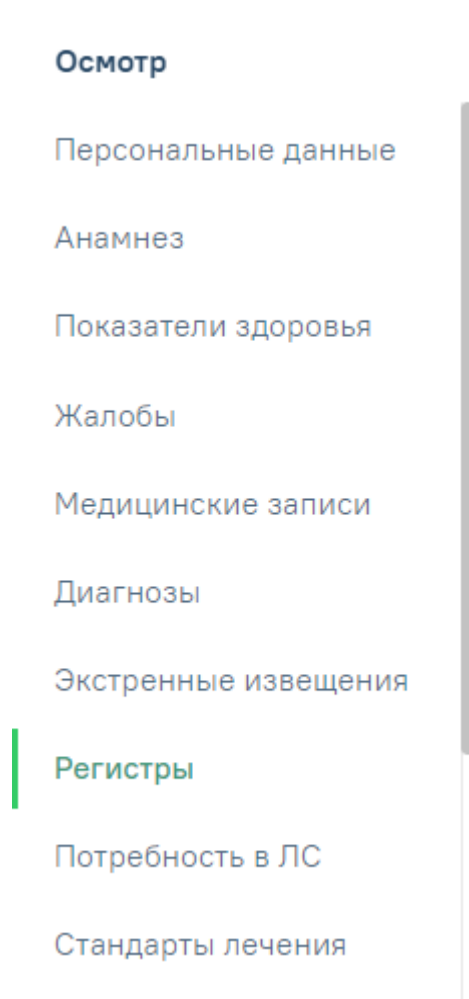 Осмотр
Персональные данные
Анамнез
Показатели здоровья
Жалобы
Медицинские записи
Диагнозы
Экстренные извещения
Регистры
Потребность в ЛС
Стандарты лечения